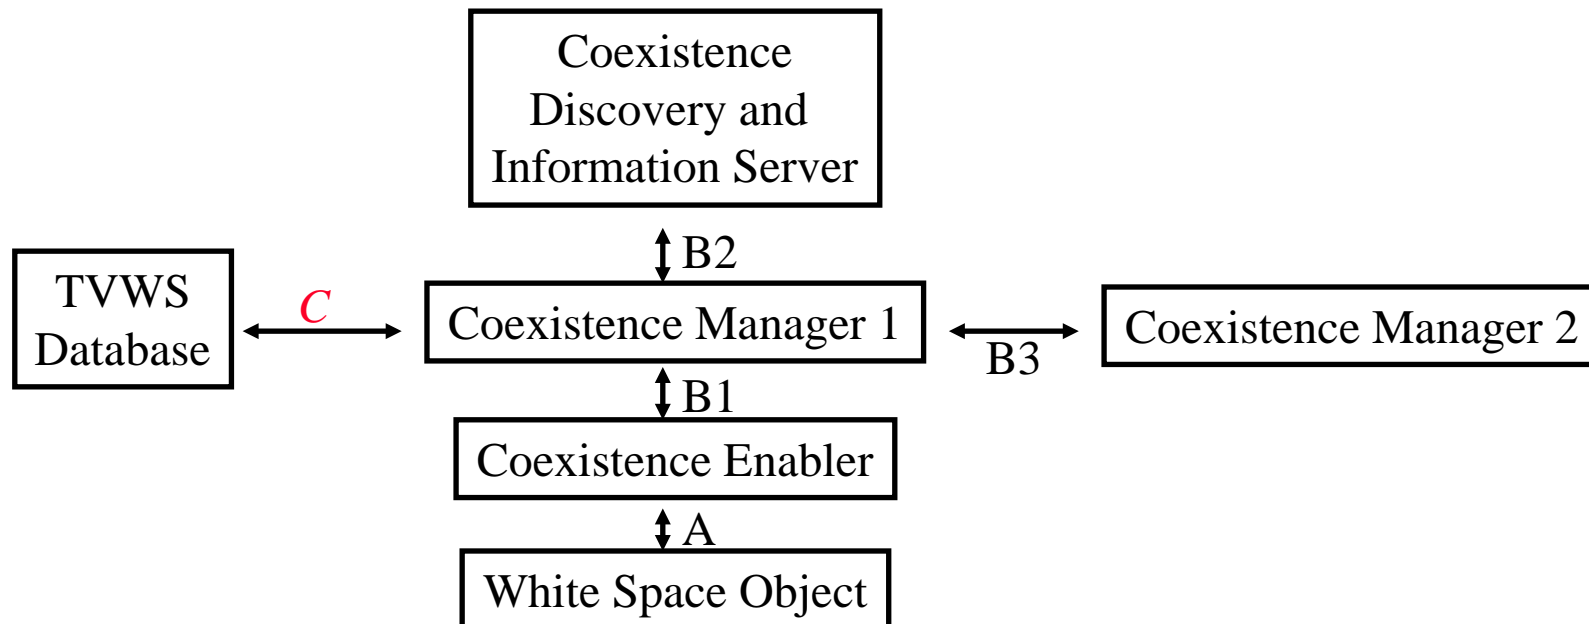 Coexistence
Discovery and
Information Server
B2
TVWS
Database
C
Coexistence Manager 1
B3
Coexistence Manager 2
B1
Coexistence Enabler
A
White Space Object